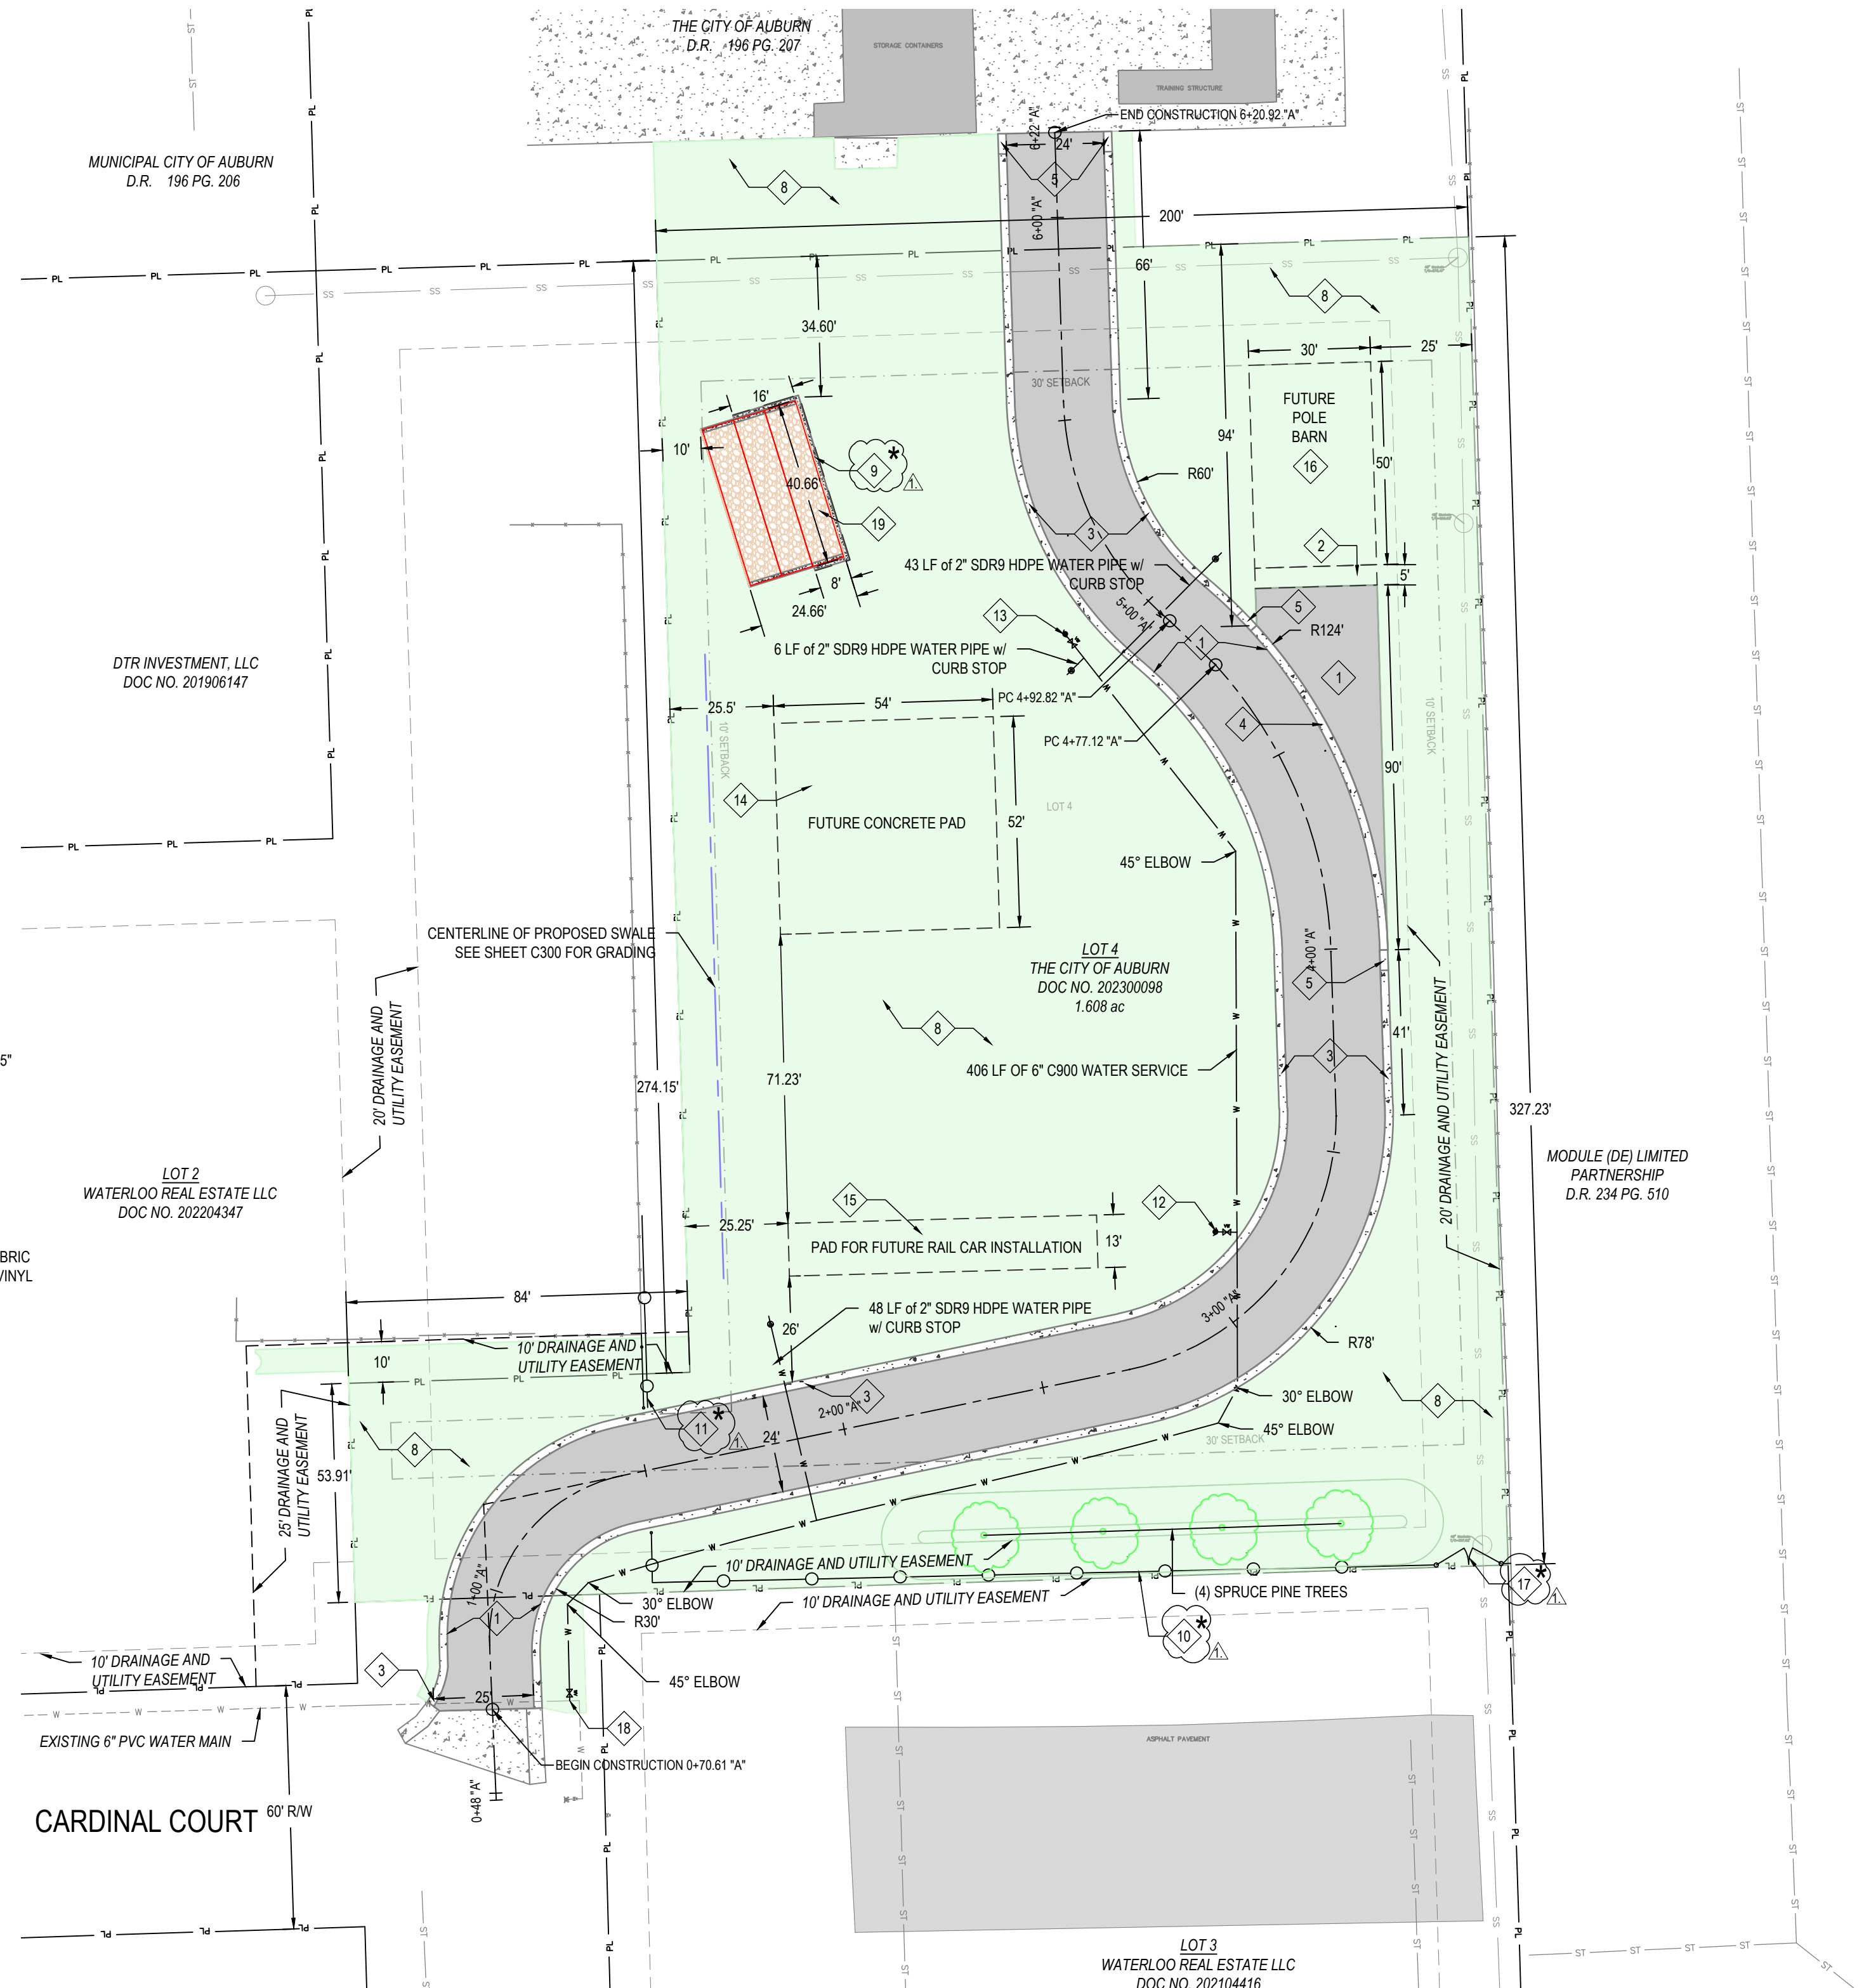 THE CITY OF AUBURN
D.R. 196 PG. 207
STORAGE CONTAINERS
TRAINING STRUCTURE
END CONSTRUCTION 6+20.92 "A"
6+22 "A"
24'
5
MUNICIPAL CITY OF AUBURN
D.R. 196 PG. 206
8
200'
6+00 "A"
66'
8
34.60'
30'
25'
30' SETBACK
16'
10'
9
*
1.
40.66'
19
8'
24.66'
94'
R60'
FUTURE
POLE
BARN
16
50'
2
5'
3
43 LF of 2" SDR9 HDPE WATER PIPE w/
CURB STOP
5+00 "A"
13
5
R124'
1
1
6 LF of 2" SDR9 HDPE WATER PIPE w/
CURB STOP
PC 4+92.82 "A"
DTR INVESTMENT, LLC
DOC NO. 201906147
25.5'
54'
10' SETBACK
PC 4+77.12 "A"
4
10' SETBACK
90'
14
LOT 4
FUTURE CONCRETE PAD
52'
45° ELBOW
CENTERLINE OF PROPOSED SWALE
SEE SHEET C300 FOR GRADING
LOT 4
THE CITY OF AUBURN
DOC NO. 202300098
1.608 ac
4+00 "A"
5
20' DRAINAGE AND
UTILITY EASEMENT
8
41'
3
5"
274.15'
71.23'
406 LF OF 6" C900 WATER SERVICE
20' DRAINAGE AND UTILITY EASEMENT
327.23'
LOT 2
WATERLOO REAL ESTATE LLC
DOC NO. 202204347
MODULE (DE) LIMITED
PARTNERSHIP
D.R. 234 PG. 510
15
12
25.25'
PAD FOR FUTURE RAIL CAR INSTALLATION
13'
BRIC
VINYL
84'
26'
48 LF of 2" SDR9 HDPE WATER PIPE
w/ CURB STOP
3+00 "A"
R78'
10'
10' DRAINAGE AND
UTILITY EASEMENT
3
30° ELBOW
8
45° ELBOW
30' SETBACK
11
*
1.
24'
2+00 "A"
25' DRAINAGE AND
UTILITY EASEMENT
8
53.91'
10' DRAINAGE AND UTILITY EASEMENT
1+00 "A"
1
30° ELBOW
R30'
10' DRAINAGE AND UTILITY EASEMENT
(4) SPRUCE PINE TREES
17
*
1.
10
*
1.
10' DRAINAGE AND
UTILITY EASEMENT
3
25'
45° ELBOW
18
EXISTING 6" PVC WATER MAIN
BEGIN CONSTRUCTION 0+70.61 "A"
ASPHALT PAVEMENT
0+48 "A"
CARDINAL COURT
60' R/W
LOT 3
WATERLOO REAL ESTATE LLC
DOC NO. 202104416